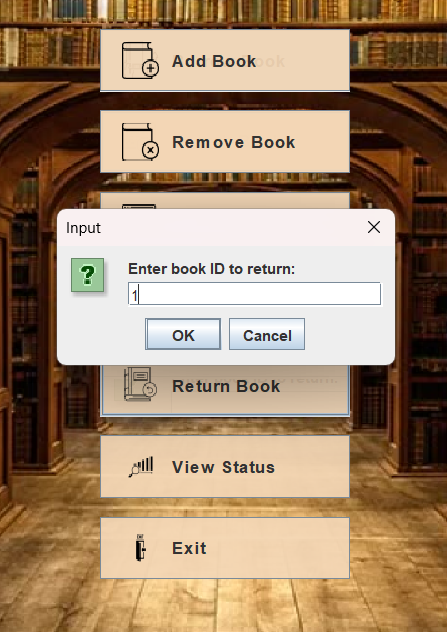 Add Book
Remove Book
Input
Enter book ID to return:
1
OK
Cancel
Return Book
View Status
Exit